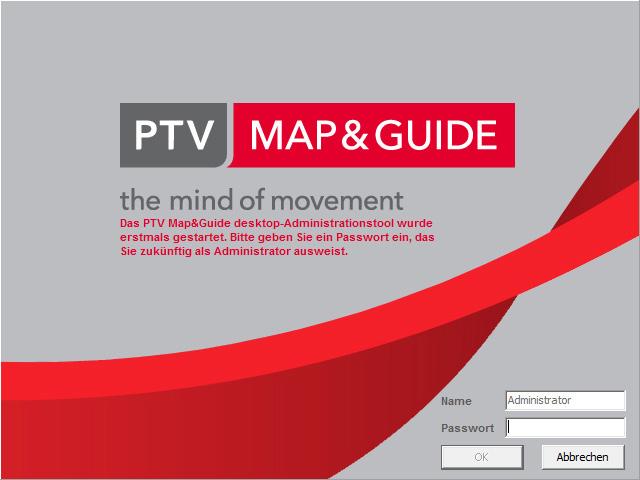 PTV MAP&GUIDE
the mind of movement
Das PTV Map&Guide desktop-Administrationstool wurde
erstmals gestartet. Bitte geben Sie ein Passwort ein, das
Sie zukünftig als Administrator ausweist.
Name Administrator
Passwort
OK Abbrechen